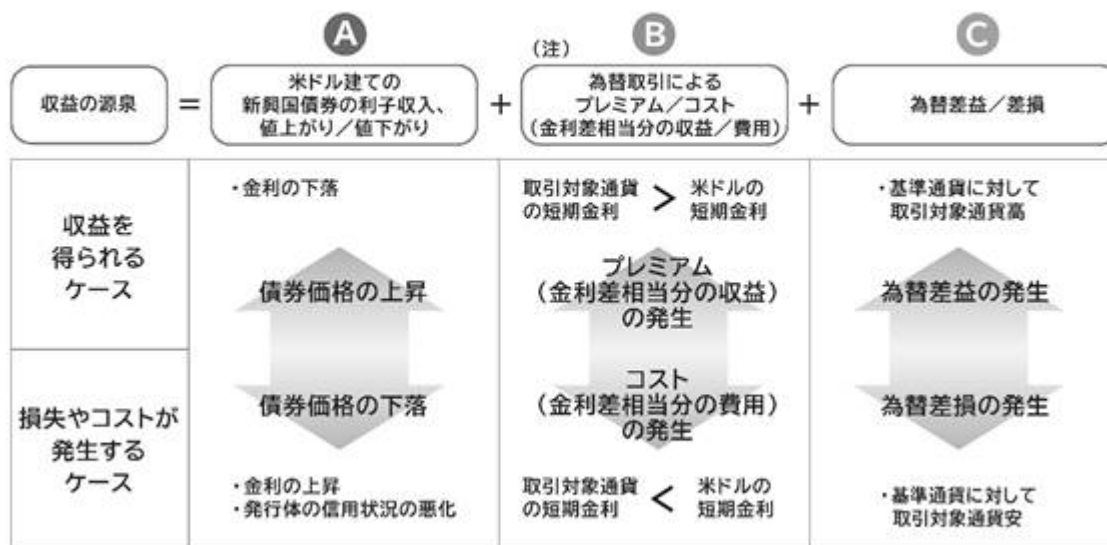 A
（注）
B
C
収益の源泉
=
米ドル建ての
新興国債券の利子収入、
値上がり／値下がり
+
為替取引による
プレミアム／コスト
（金利差相当分の収益／費用）
+
為替差益／差損
収益を
得られる
ケース
・金利の下落
債券価格の上昇
取引対象通貨
の短期金利
>
米ドルの
短期金利
プレミアム
（金利差相当分の収益）
の発生
・基準通貨に対して
取引対象通貨高
為替差益の発生
損失やコストが
発生する
ケース
債券価格の下落
・金利の上昇
・発行体の信用状況の悪化
コスト
（金利差相当分の費用）
の発生
取引対象通貨
の短期金利
<
米ドルの
短期金利
為替差損の発生
・基準通貨に対して
取引対象通貨安